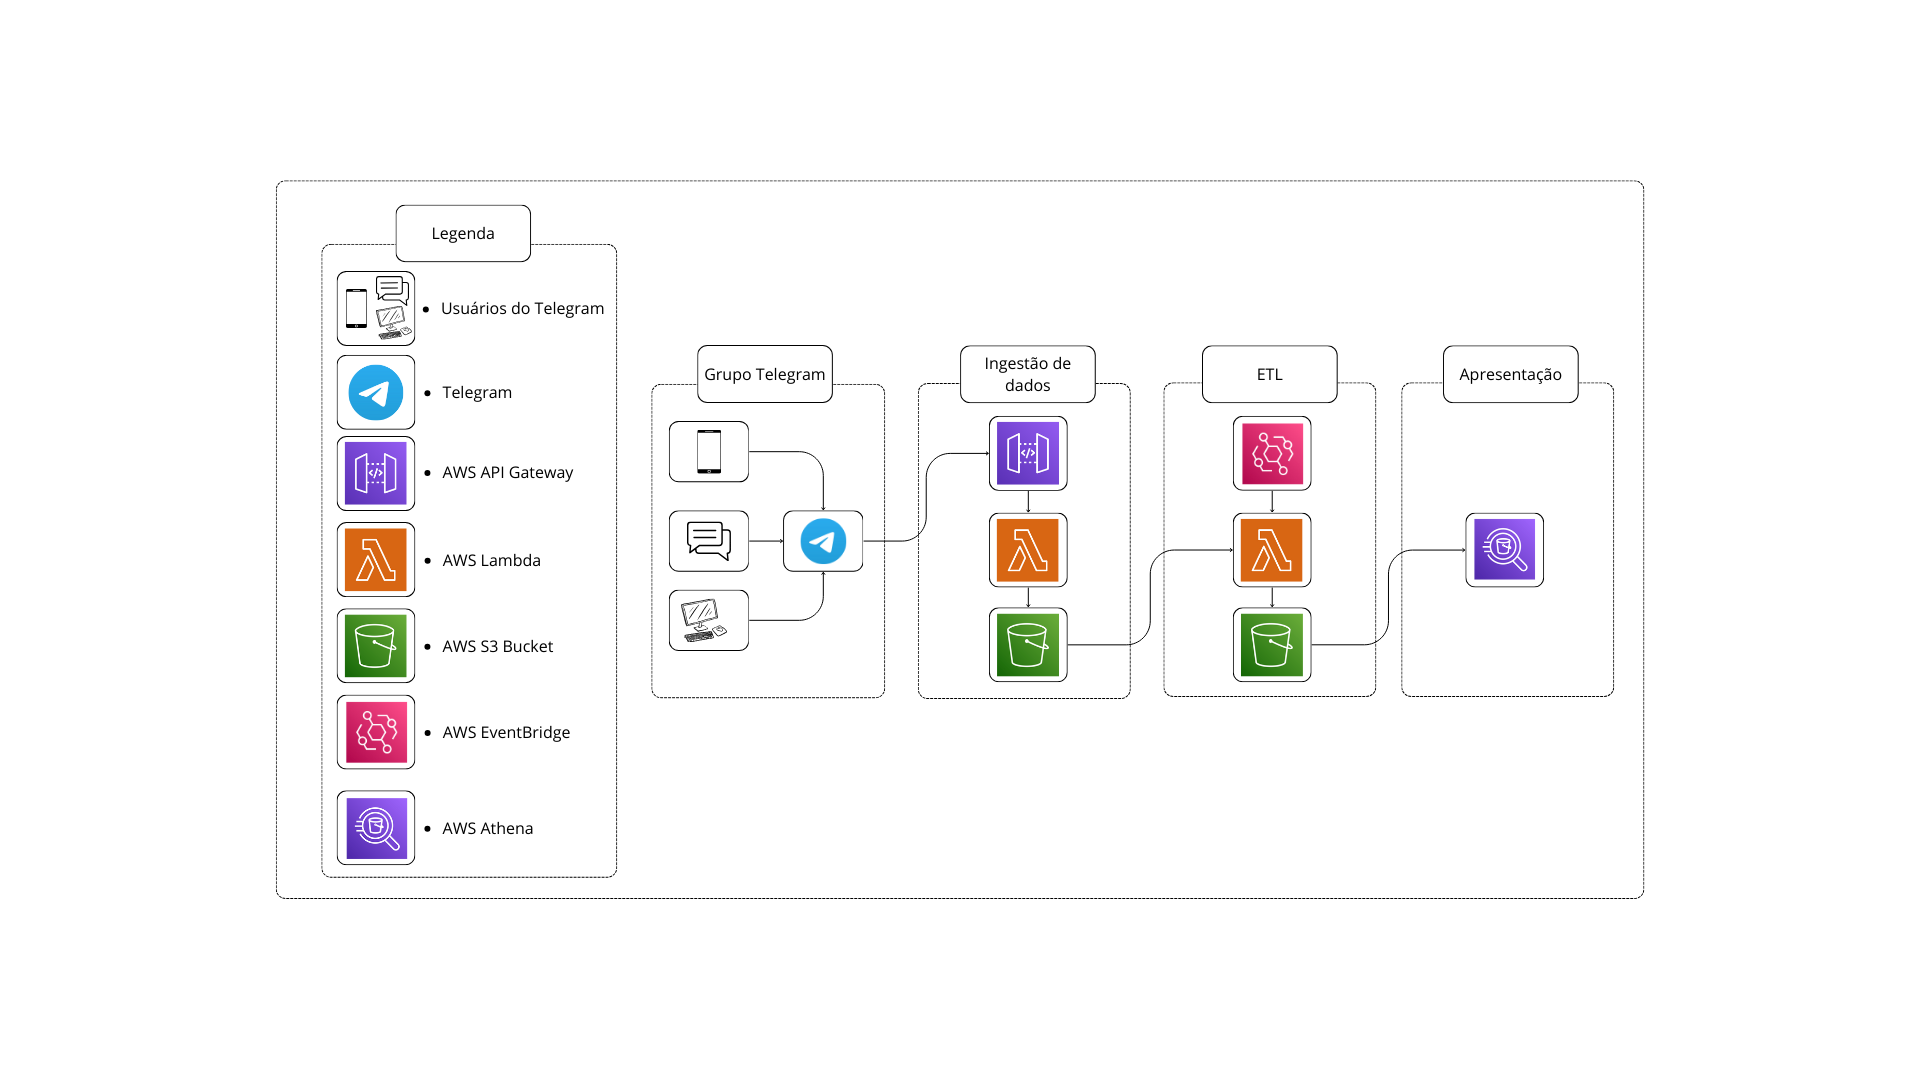 Legenda
Usuários do Telegram
Telegram
AWS API Gateway
AWS Lambda
AWS S3 Bucket
AWS EventBridge
AWS Athena
Grupo Telegram
Ingestão de
dados
ETL
Apresentação